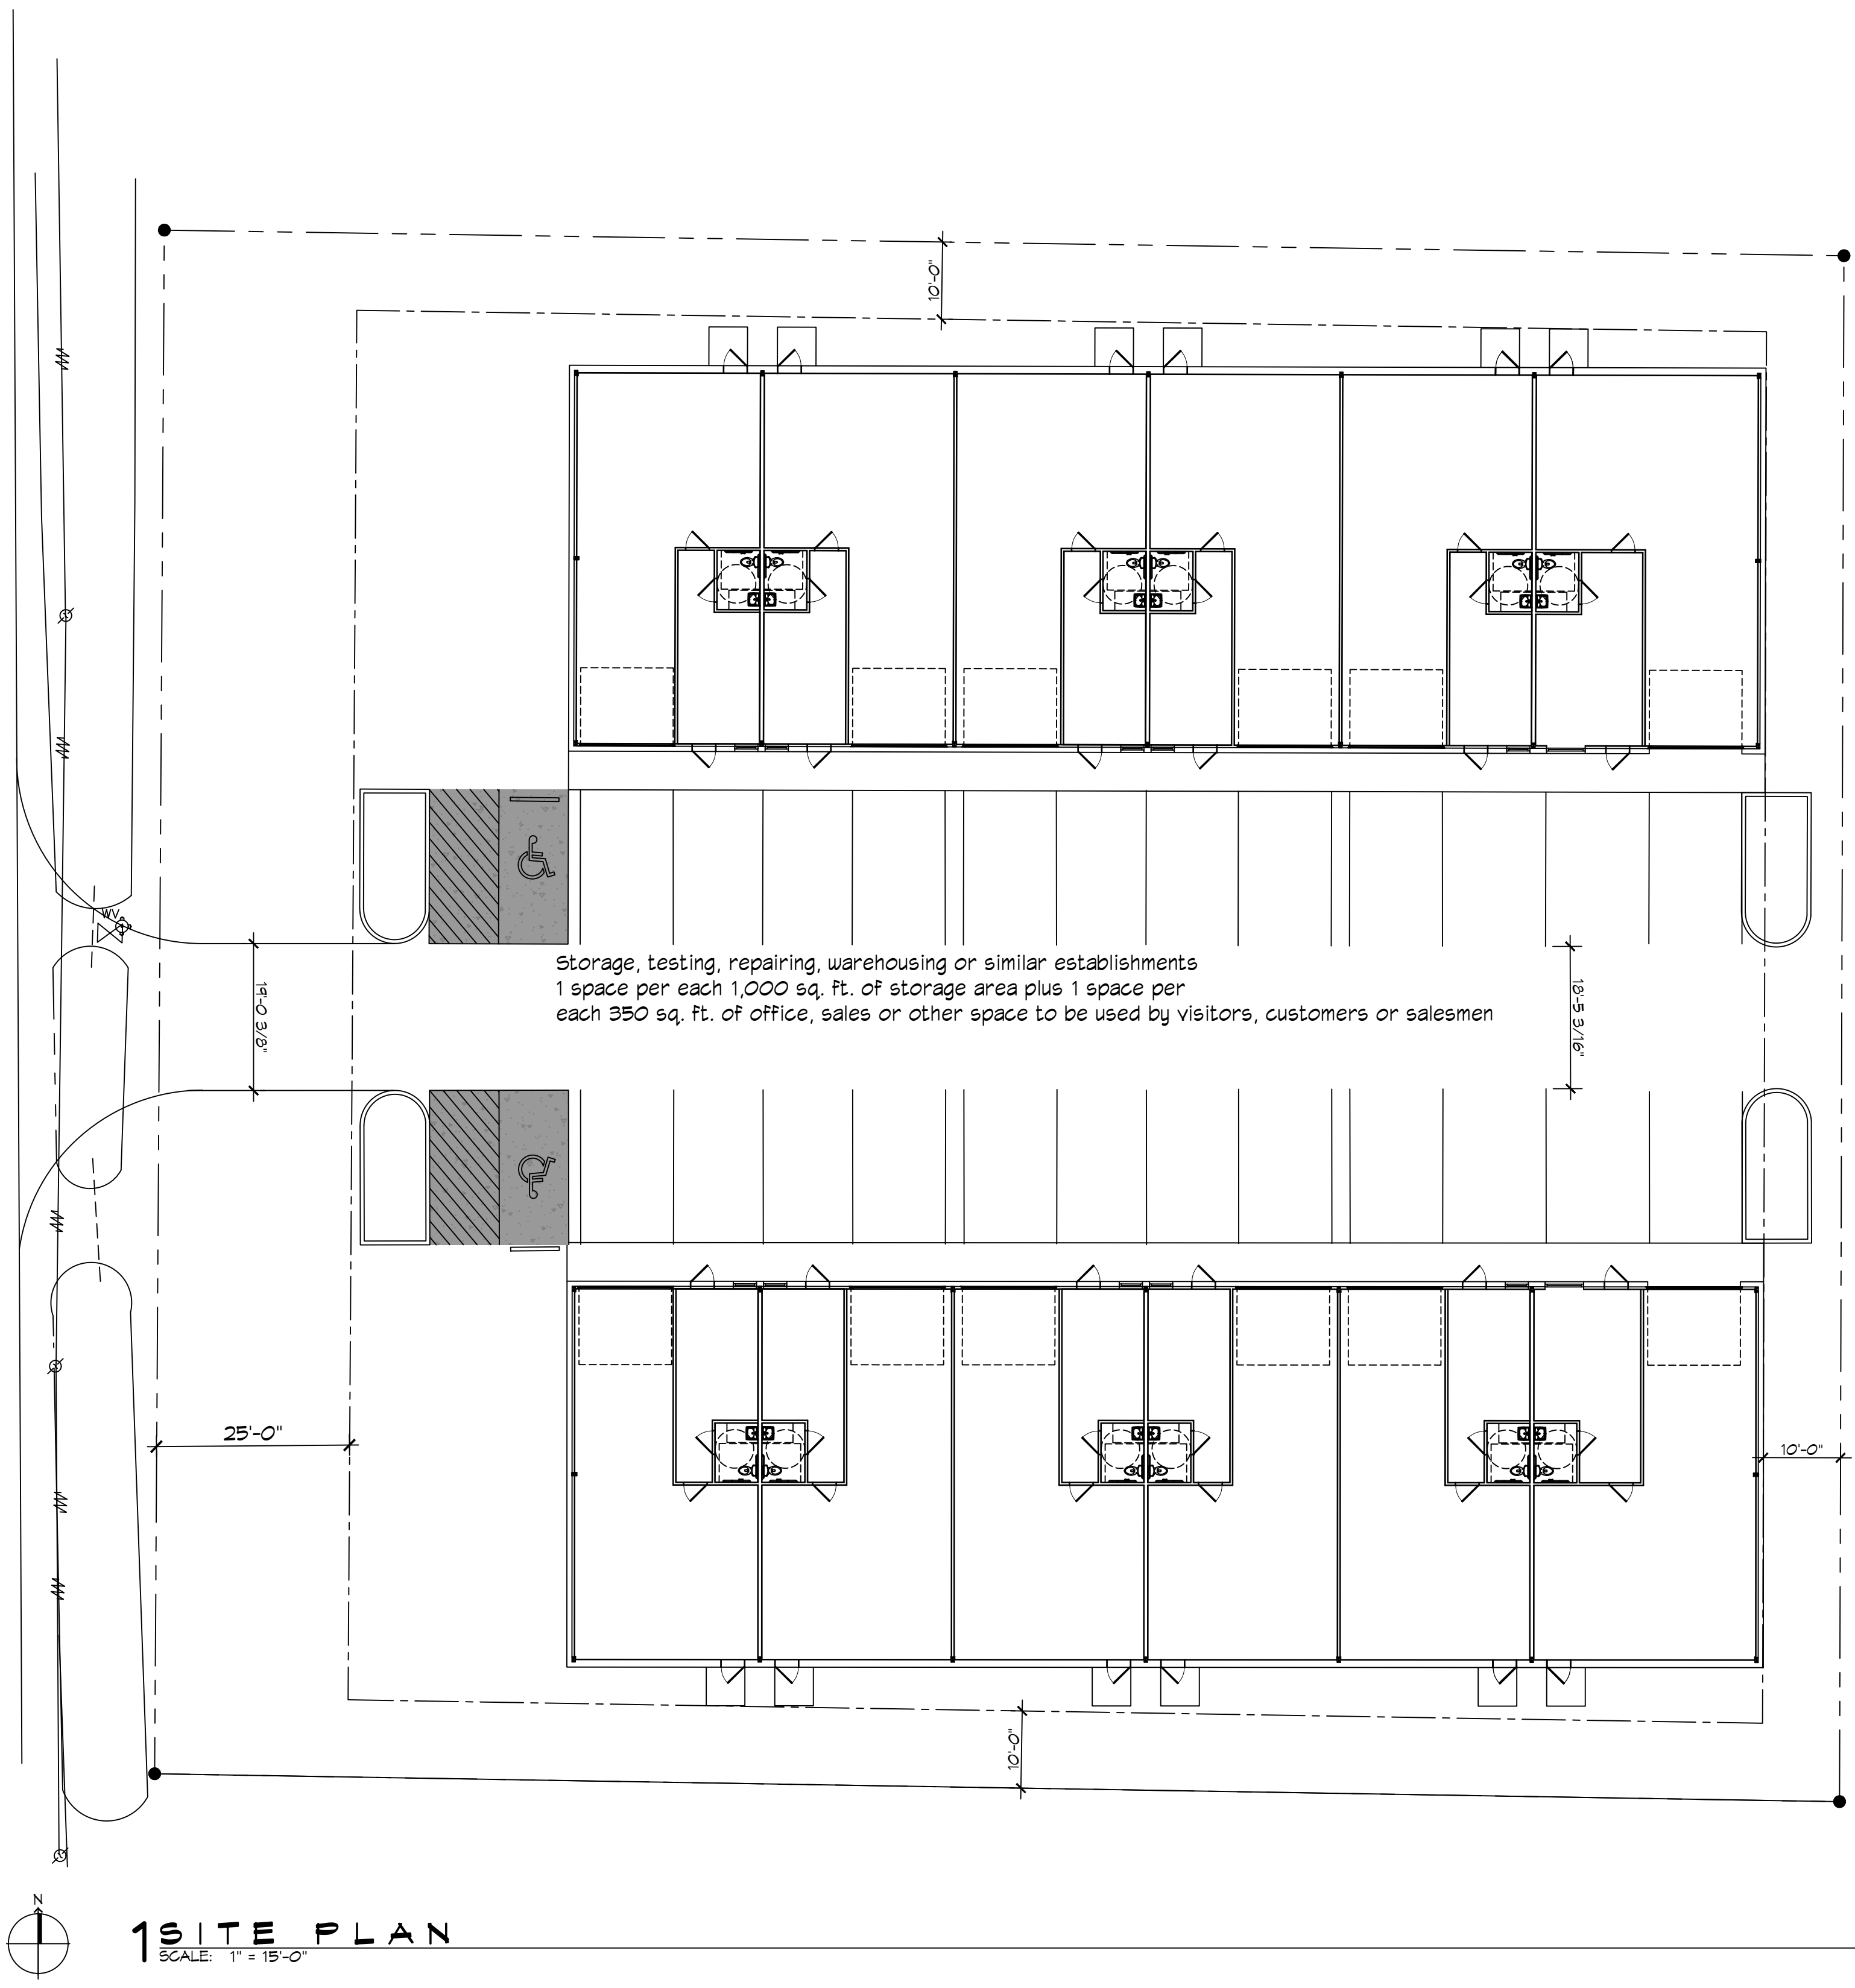 10'-0"
WV
Storage, testing, repairing, warehousing or similar establishments
1 space per each 1,000 sq. ft. of storage area plus 1 space per
each 350 sq. ft. of office, sales or other space to be used by visitors, customers or salesmen
19'-0 3/8"
18'-5 3/16"
25'-0"
10'-0"
10'-0"
N
1 SITE PLAN
SCALE: 1" = 15'-0"